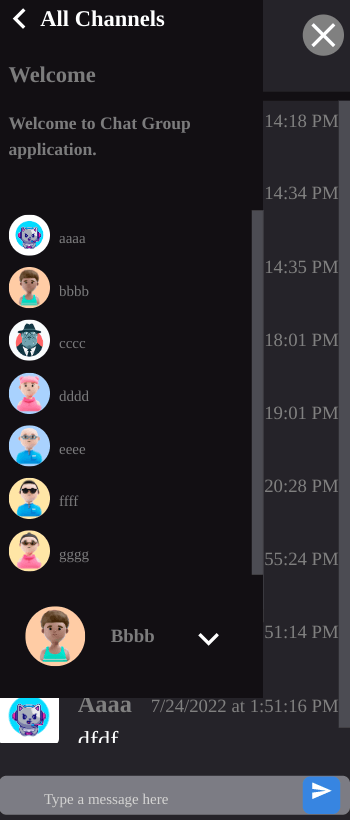 All Channels
Welcome
Welcome to Chat Group
application.
aaaa
bbbb
cccc
dddd
eeee
ffff
gggg
Bbbb
14:18 PM
14:34 PM
14:35 PM
18:01 PM
19:01 PM
20:28 PM
55:24 PM
51:14 PM
Aaaa 7/24/2022 at 1:51:16 PM
dfdf
Type a message here